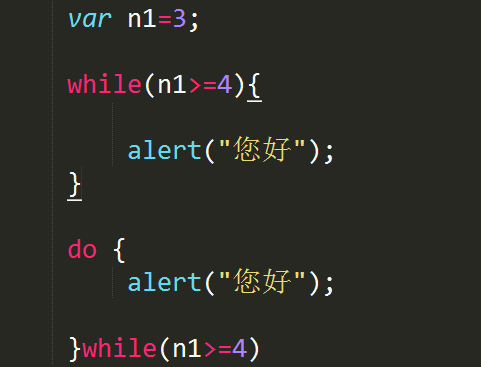 var n1=3;
while(n1>=4){
alert("您好");
}
do {
alert("您好");
}while(n1>=4)